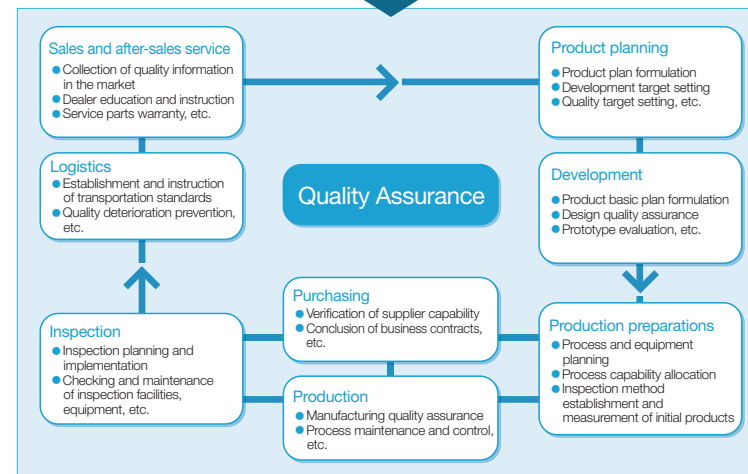 Sales and after-sales service
● Collection of quality information
in the market
● Dealer education and instruction
● Service parts warranty, etc.
Product planning
● Product plan formulation
● Development target setting
● Quality target setting, etc.
Logistics
● Establishment and instruction
of transportation standards
● Quality deterioration prevention,
etc.
Quality Assurance
Development
● Product basic plan formulation
● Design quality assurance
● Prototype evaluation, etc.
Inspection
● Inspection planning and
implementation
● Checking and maintenance
of inspection facilities,
equipment, etc.
Purchasing
● Verification of supplier capability
● Conclusion of business contracts,
etc.
Production
● Manufacturing quality assurance
● Process maintenance and control,
etc.
Production preparations
● Process and equipment
planning
● Process capability allocation
● Inspection method
establishment and
measurement of initial products